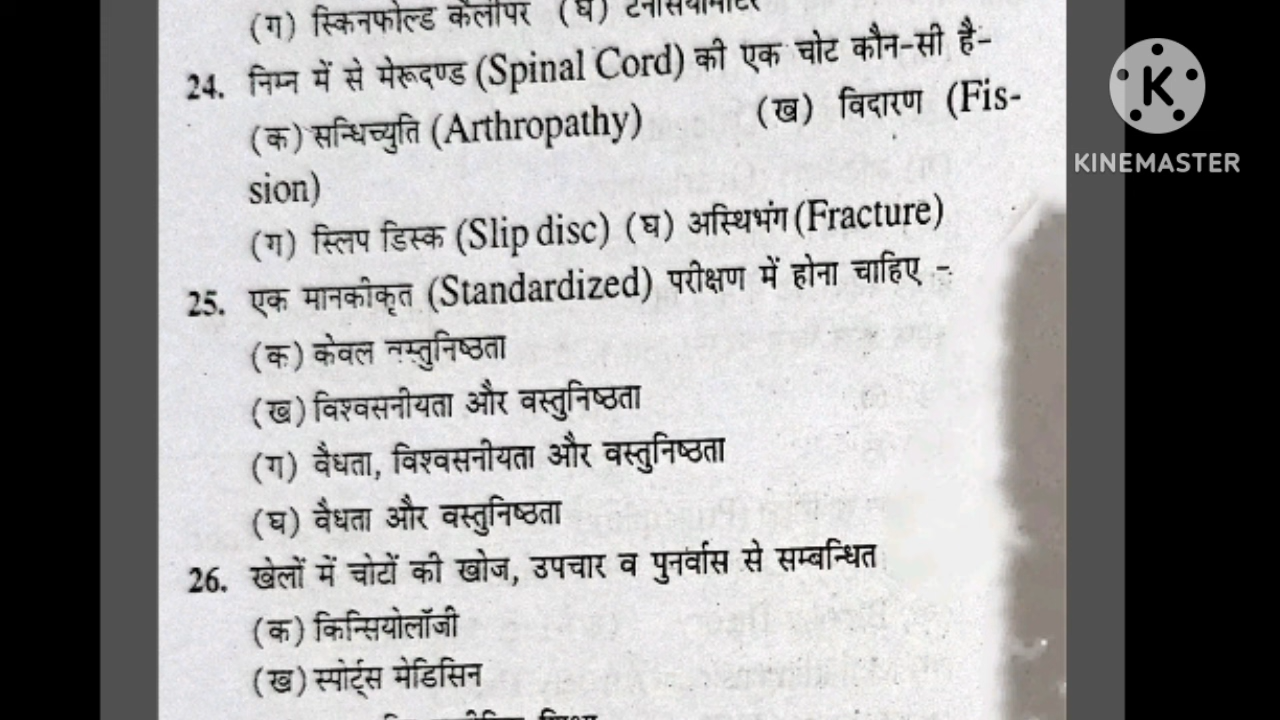 (ग) स्किनफोल्ड कैलीपर (घ)
24. निम्न में से मेरूदण्ड (Spinal Cord) की एक चोट कौन-सी है-
(क) सन्धिच्युति (Arthropathy) (ख) विदारण (Fis-
sion)
(ग) स्लिप डिस्क (Slip disc) (घ) अस्थिभंग (Fracture)
25. एक मानकीकृत (Standardized) परीक्षण में होना चाहिए -
(क) केवल वस्तुनिष्ठता
(ख) विश्वसनीयता और वस्तुनिष्ठता
(ग) वैधता, विश्वसनीयता और वस्तुनिष्ठता
(घ) वैधता और वस्तुनिष्ठता
26. खेलों में चोटों की खोज, उपचार व पुनर्वास से सम्बन्धित
(क) किन्सियोलॉजी
(ख) स्पोर्ट्स मेडिसिन
K
KINEMASTER